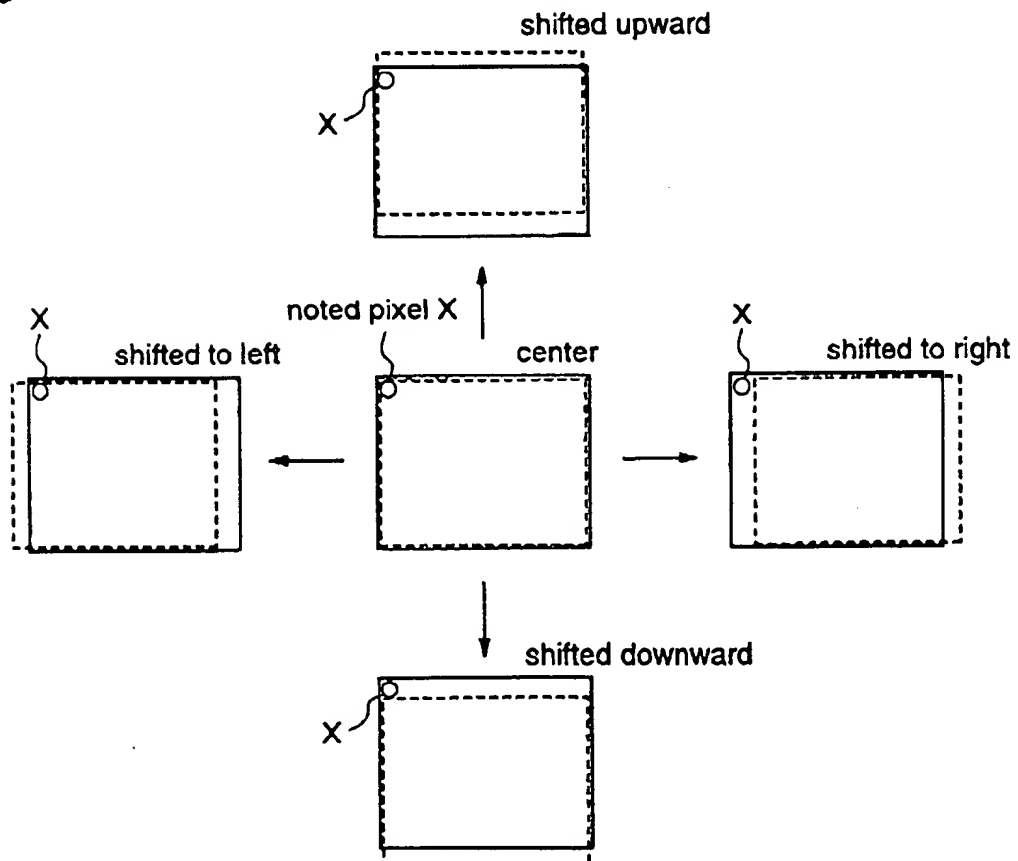 shifted upward
X
noted pixel X
X
shifted to left
center
X
shifted to right
shifted downward
X